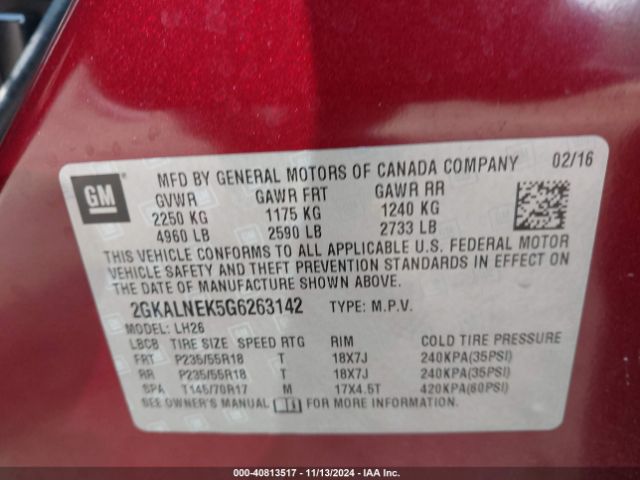 MFD BY GENERAL MOTORS OF CANADA COMPANY 02/16
GM
GVWR GAWR FRT GAWR RR
2250 KG 1175 KG 1240 KG
4960 LB 2590 LB 2733 LB
THIS VEHICLE CONFORMS TO ALL APPLICABLE U.S. FEDERAL MOTOR
VEHICLE SAFETY AND THEFT PREVENTION STANDARDS IN EFFECT ON
THE DATE OF MANUFACTURE SHOWN ABOVE.
2GKALNEK5G6263142 TYPE: M.P.V.
MODEL: LH26
LBCB TIRE SIZE SPEED RTG RIM COLD TIRE PRESSURE
FRT P235/55R18 T 18X7J 240KPA(35PSI)
RR P235/55R18 T 18X7J 240KPA(35PSI)
SPA T145/70R17 M 17X4.5T 420KPA(60PSI)
SEE OWNER'S MANUAL FOR MORE INFORMATION.
000-40813517 - 11/13/2024 - IAA Inc.